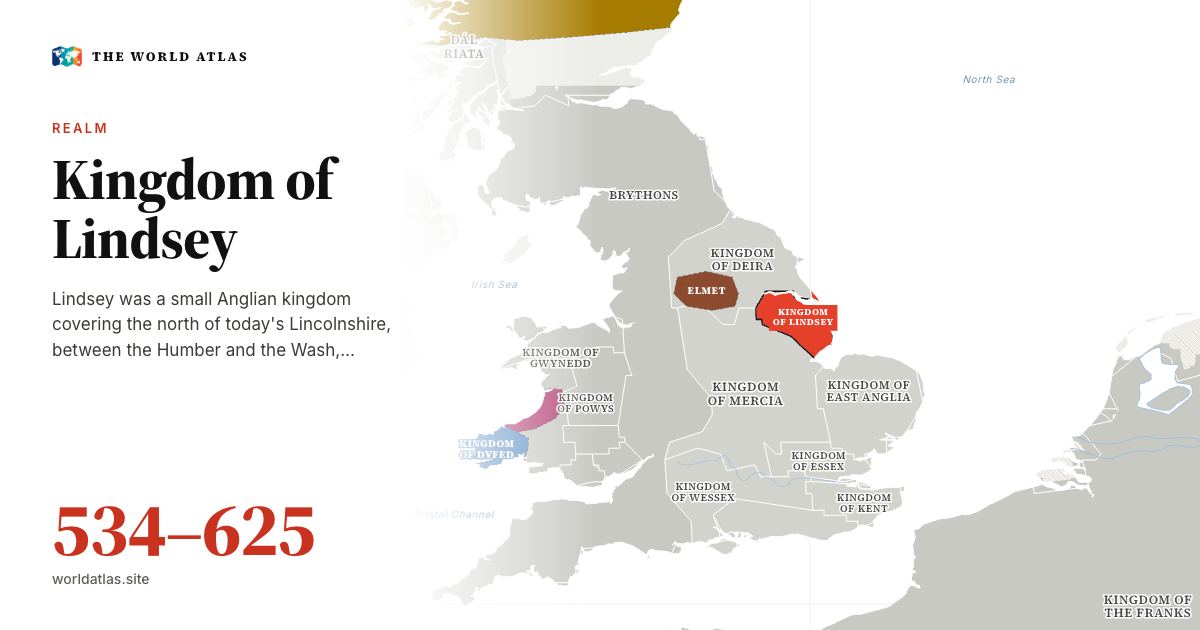 THE WORLD ATLAS
REALM
Kingdom of
Lindsey
Lindsey was a small Anglian kingdom
covering the north of today's Lincolnshire,
between the Humber and the Wash,...
534–625
worldatlas.site
DÁL
RIATA
North Sea
BRYTHONS
KINGDOM
OF DEIRA
Irish Sea
ELMET
KINGDOM
OF LINDSEY
KINGDOM OF
GWYNEDD
KINGDOM
OF POWYS
KINGDOM
OF MERCIA
KINGDOM OF
EAST ANGLIA
KINGDOM
OF DYFED
KINGDOM
OF ESSEX
KINGDOM
OF WESSEX
KINGDOM
OF KENT
Bristol Channel
KINGDOM OF
THE FRANKS